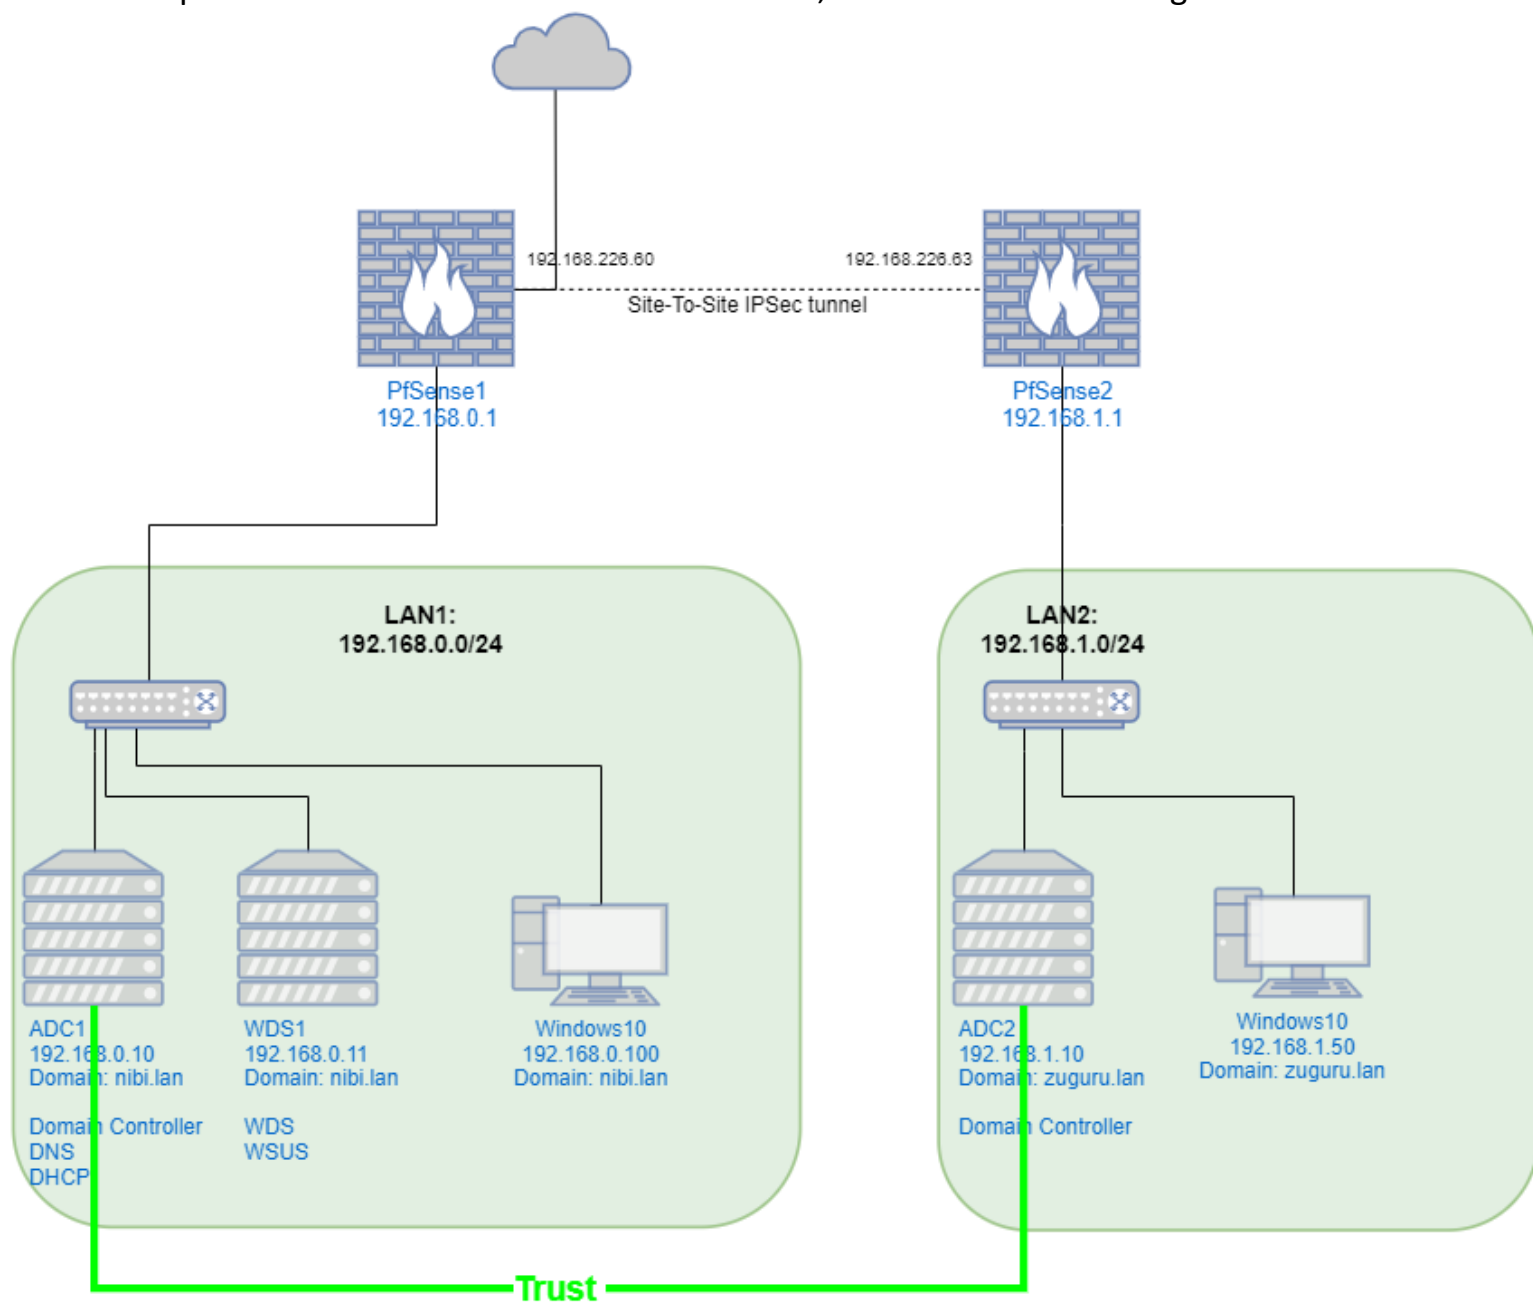 192.168.226.60
192.168.226.63
Site-To-Site IPSec tunnel
PfSense1
192.168.0.1
PfSense2
192.168.1.1
LAN1:
192.168.0.0/24
LAN2:
192.168.1.0/24
ADC1
192.168.0.10
Domain: nibi.lan
Domain Controller
DNS
DHCP
WDS1
192.168.0.11
Domain: nibi.lan
WDS
WSUS
Windows10
192.168.0.100
Domain: nibi.lan
ADC2
192.168.1.10
Domain: zuguru.lan
Domain Controller
Windows10
192.168.1.50
Domain: zuguru.lan
Trust